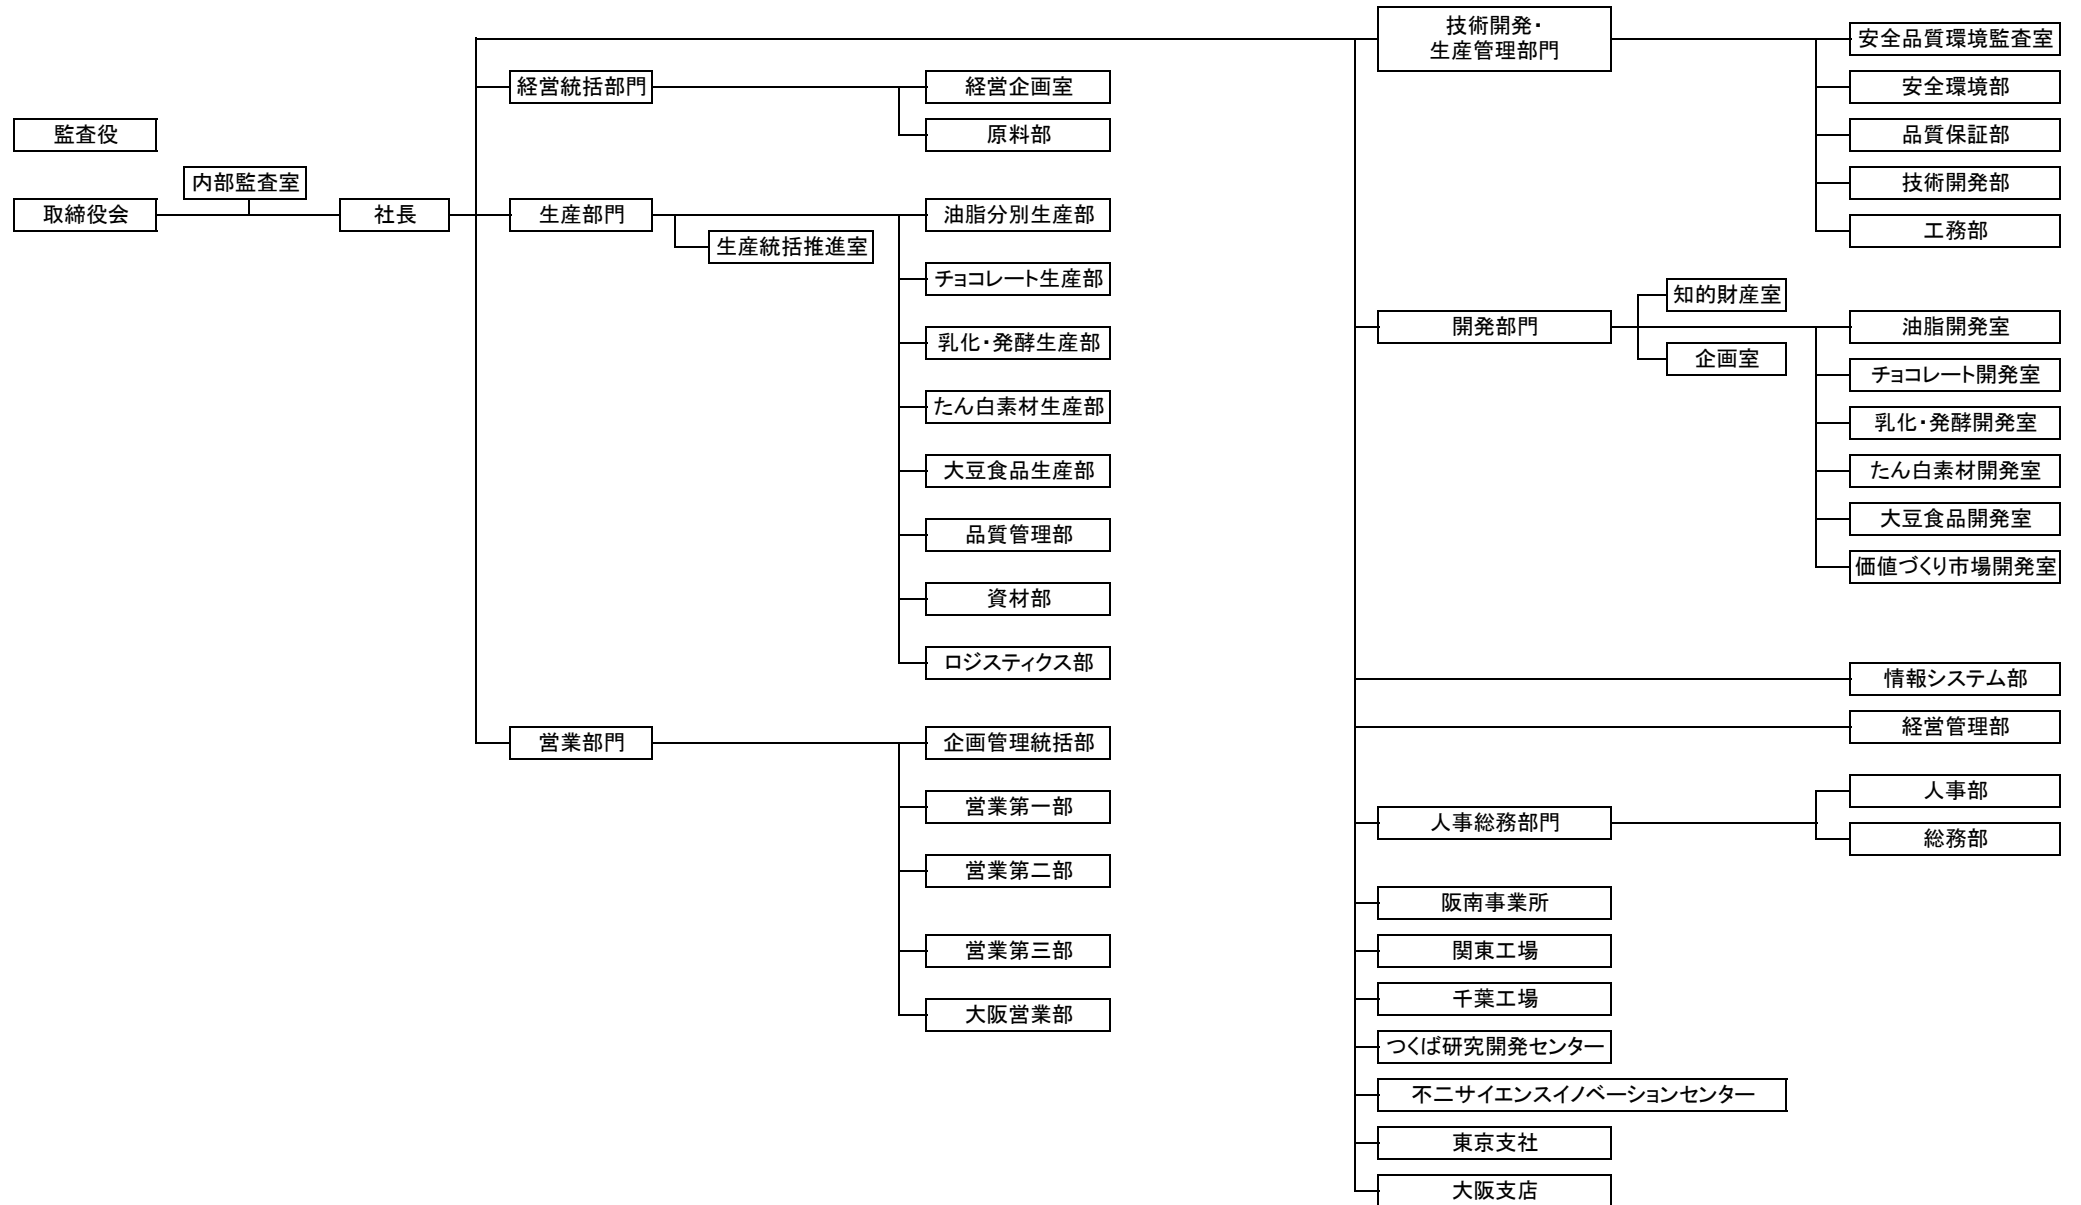 監査役
取締役会
内部監査室
社長
経営統括部門
経営企画室
原料部
生産部門
生産統括推進室
油脂分別生産部
チョコレート生産部
乳化・発酵生産部
たん白素材生産部
大豆食品生産部
品質管理部
資材部
ロジスティクス部
営業部門
企画管理統括部
営業第一部
営業第二部
営業第三部
大阪営業部
技術開発・
生産管理部門
安全品質環境監査室
安全環境部
品質保証部
技術開発部
工務部
開発部門
知的財産室
企画室
油脂開発室
チョコレート開発室
乳化・発酵開発室
たん白素材開発室
大豆食品開発室
価値づくり市場開発室
情報システム部
経営管理部
人事総務部門
人事部
総務部
阪南事業所
関東工場
千葉工場
つくば研究開発センター
不二サイエンスイノベーションセンター
東京支社
大阪支店